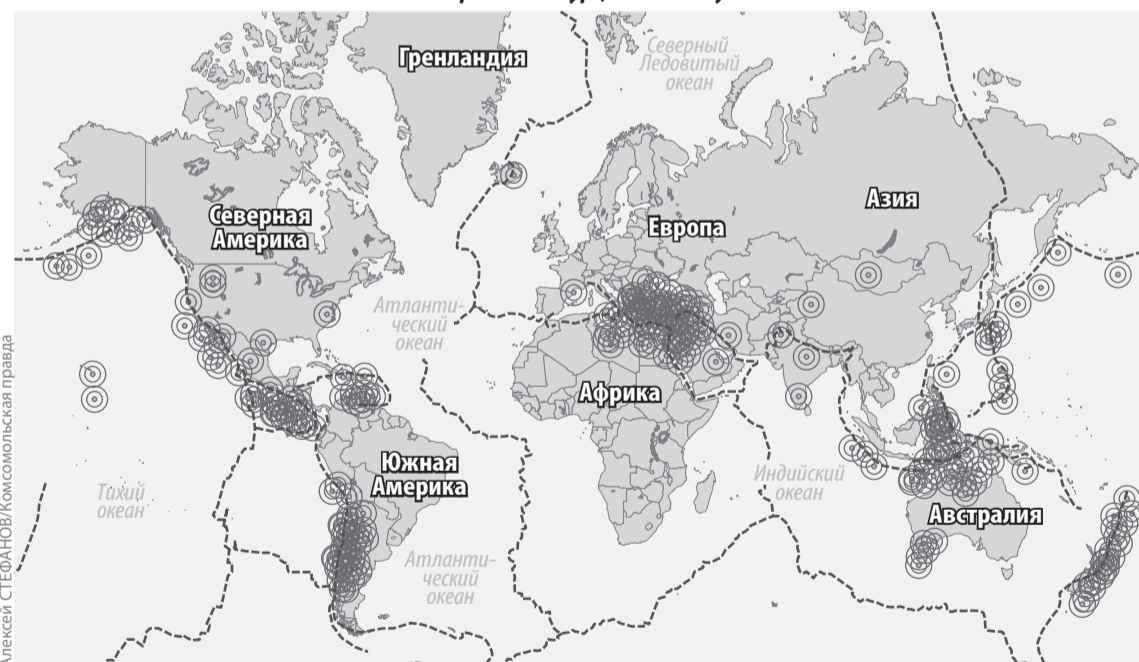 Гренландия
Северный
Ледовитый
океан
Северная
Америка
Европа
Азия
Атланти-
ческий
океан
Африка
Южная
Америка
Тихий
океан
Индийский
океан
Австралия
Атланти-
ческий
океан
Алексей СТЕФАНОВ/Комсомольская правда